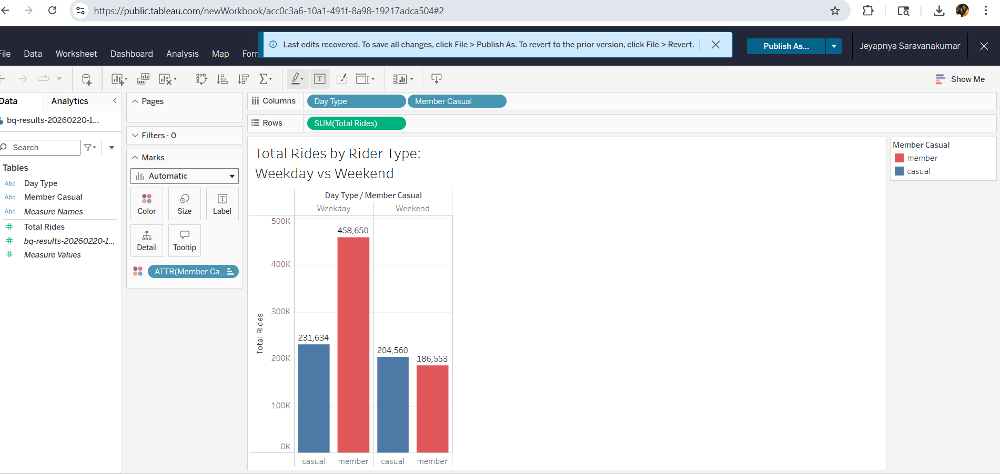 https://public.tableau.com/newWorkbook/acc0c3a6-10a1-491f-8a98-19217adca504#2
Last edits recovered. To save all changes, click File > Publish As. To revert to the prior version, click File > Revert.
Publish As...
Jeyapriya Saravanakumar
ile Data Worksheet Dashboard Analysis Map For
Show Me
Data Analytics
Pages
Columns Day Type Member Casual
bq-results-20260220-1...
Rows SUM(Total Rides)
Filters · 0
Search
Marks
Automatic
Color Size Label
Detail Tooltip
ATTR(Member Ca...
Tables
Abc Day Type
Abc Member Casual
Abc Measure Names
Total Rides
bq-results-20260220-1...
Measure Values
Total Rides by Rider Type:
Weekday vs Weekend
Day Type / Member Casual
Weekday Weekend
500K
458,650
400K
300K
Total Rides
231,634
204,560
186,553
200K
100K
0K
casual member casual member
Member Casual
member
casual